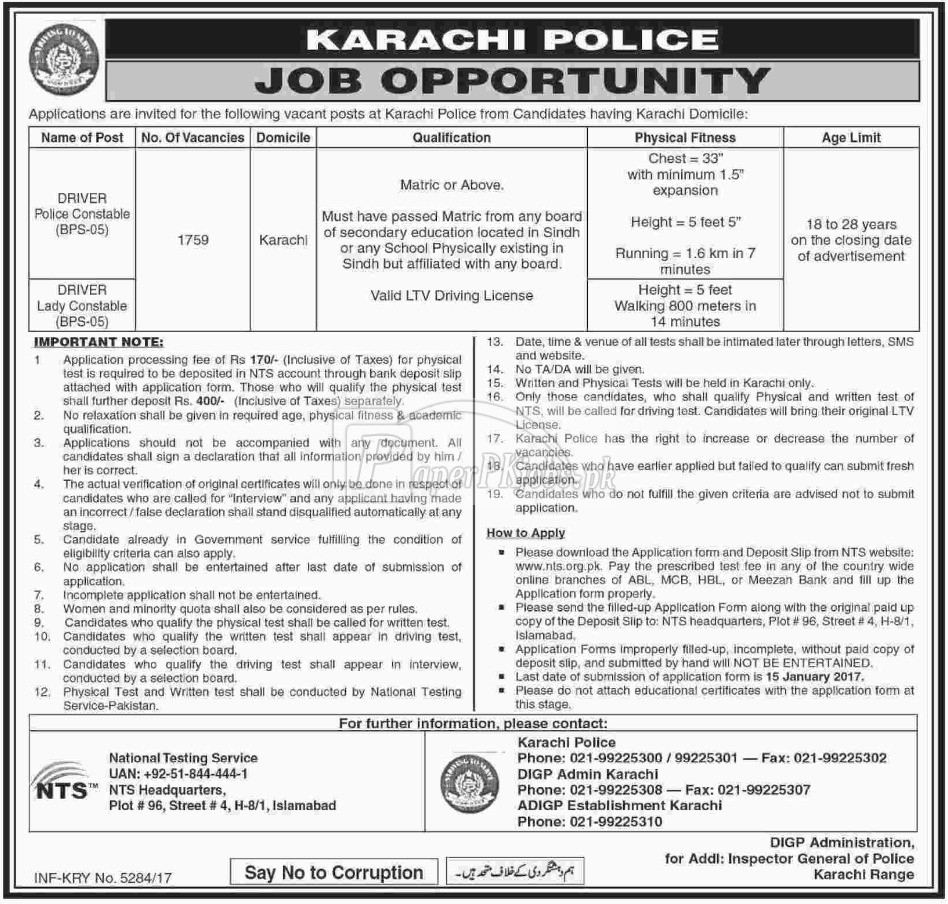 KARACHI POLICE
JOB OPPORTUNITY
Applications are invited for the following vacant posts at Karachi Police from Candidates having Karachi Domicile:
Name of Post No. Of Vacancies Domicile Qualification Physical Fitness Age Limit
DRIVER
Police Constable
(BPS-05)
DRIVER
Lady Constable
(BPS-05)
1759
Karachi
Matric or Above.
Must have passed Matric from any board
of secondary education located in Sindh
or any School Physically existing in
Sindh but affiliated with any board.
Valid LTV Driving License
Chest = 33”
with minimum 1.5”
expansion
Height = 5 feet 5”
Running = 1.6 km in 7
minutes
Height = 5 feet
Walking 800 meters in
14 minutes
18 to 28 years
on the closing date
of advertisement
IMPORTANT NOTE:
1 Application processing fee of Rs 170/- (Inclusive of Taxes) for physical
test is required to be deposited in NTS account through bank deposit slip
attached with application form. Those who will qualify the physical test
shall further deposit Rs. 400/- (Inclusive of Taxes) separately.
2. No relaxation shall be given in required age, physical fitness & academic
qualification.
3. Applications should not be accompanied with any document. All
candidates shall sign a declaration that all information provided by him /
her is correct.
4. The actual verification of original certificates will only be done in respect of
candidates who are called for “Interview” and any applicant having made
an incorrect / false declaration shall stand disqualified automatically at any
stage.
5. Candidate already in Government service fulfilling the condition of
eligibility criteria can also apply.
6. No application shall be entertained after last date of submission of
application.
7. Incomplete application shall not be entertained.
8. Women and minority quota shall also be considered as per rules.
9. Candidates who qualify the physical test shall be called for written test.
10. Candidates who qualify the written test shall appear in driving test,
conducted by a selection board.
11. Candidates who qualify the driving test shall appear in interview,
conducted by a selection board.
12. Physical Test and Written test shall be conducted by National Testing
Service-Pakistan.
13. Date, time & venue of all tests shall be intimated later through letters, SMS
and website.
14. No TA/DA will be given.
15. Written and Physical Tests will be held in Karachi only.
16. Only those candidates, who shall qualify Physical and written test of
NTS, will be called for driving test. Candidates will bring their original LTV
License.
17. Karachi Police has the right to increase or decrease the number of
vacancies.
18. Candidates who have earlier applied but failed to qualify can submit fresh
application.
19. Candidates who do not fulfill the given criteria are advised not to submit
application.
How to Apply
▪ Please download the Application form and Deposit Slip from NTS website:
www.nts.org.pk. Pay the prescribed test fee in any of the country wide
online branches of ABL, MCB, HBL, or Meezan Bank and fill up the
Application form properly.
▪ Please send the filled-up Application Form along with the original paid up
copy of the Deposit Slip to: NTS headquarters, Plot # 96, Street # 4, H-8/1,
Islamabad.
▪ Application Forms improperly filled-up, incomplete, without paid copy of
deposit slip, and submitted by hand will NOT BE ENTERTAINED.
▪ Last date of submission of application form is 15 January 2017.
▪ Please do not attach educational certificates with the application form at
this stage.
PaperPKjobs.pk
For further information, please contact:
NTS™
National Testing Service
UAN: +92-51-844-444-1
NTS Headquarters,
Plot # 96, Street # 4, H-8/1, Islamabad
Karachi Police
Phone: 021-99225300 / 99225301 — Fax: 021-99225302
DIGP Admin Karachi
Phone: 021-99225308 — Fax: 021-99225307
ADIGP Establishment Karachi
Phone: 021-99225310
DIGP Administration,
for Addl: Inspector General of Police
Karachi Range
INF-KRY No. 5284/17
Say No to Corruption
ہم دہشتگردی کے خلاف متحد ہیں۔